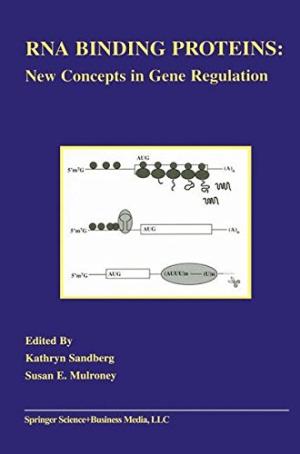 RNA BINDING PROTEINS:
New Concepts in Gene Regulation
AUG
5'm⁷G
(A)ₙ
5'm⁷G
AUG
(A)ₙ
5'm⁷G
AUG
(AUUU)n
(U)n
Edited By
Kathryn Sandberg
Susan E. Mulroney
Springer Science+Business Media, LLC